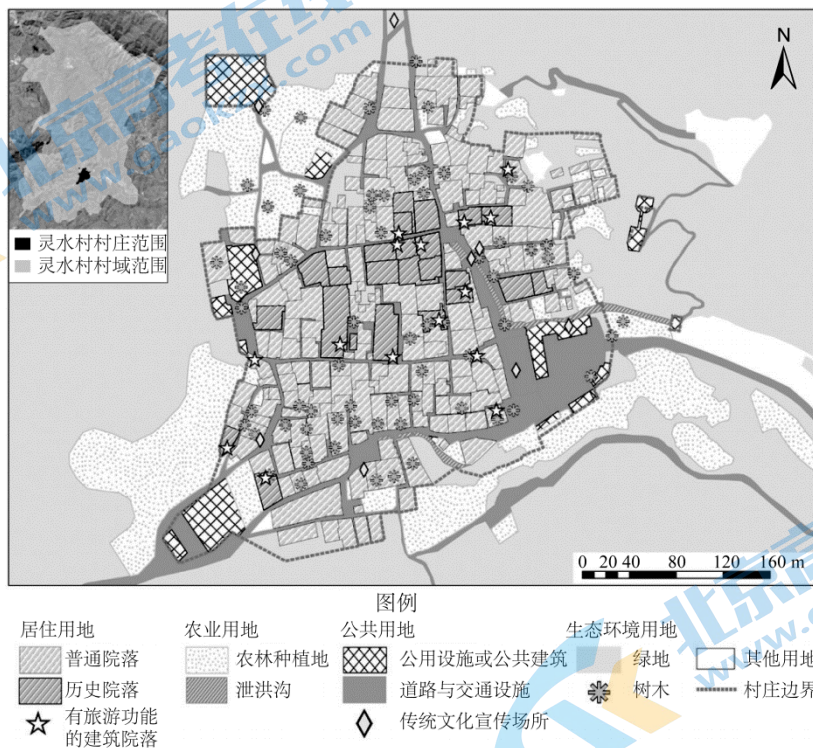 N
灵水村村庄范围
灵水村村域范围
0 20 40 80 120 160 m
图例
居住用地 农业用地 公共用地 生态环境用地
普通院落 农林种植地 公用设施或公共建筑 绿地 其他用地
历史院落 泄洪沟 道路与交通设施 树木 村庄边界
有旅游功能 传统文化宣传场所
的建筑院落